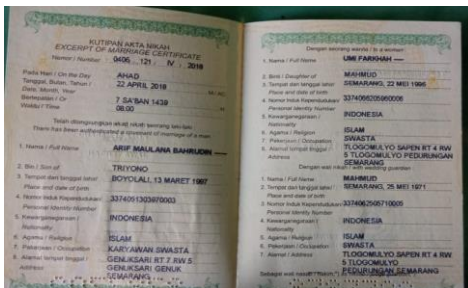 KUTIPAN AKTA NIKAH
EXCERPT OF MARRIAGE CERTIFICATE
Nomor / Number : 0406 121 IV 2018
Pada Hari / On the Day AHAD
Tanggal, Bulan, Tahun / 22 APRIL 2018
Date, Month, Year
Bertepatan / Or 7 SA'BAN 1439
Waktu / Time 08:00
Telah dilangsungkan akad nikah seorang laki-laki
There has been authenticated a covenant of marriage of a man
1. Nama / Full Name ARIF MAULANA BAHRUDIN
2. Bin / Son of TRIYONO
3. Tempat dan tanggal lahir/ BOYOLALI, 13 MARET 1997
Place and date of birth
4. Nomor Induk Kependudukan/ 3374051303970003
Personal Identity Number
5. Kewarganegaraan / INDONESIA
Nationality
6. Agama / Religion ISLAM
7. Pekerjaan / Occupation KARYAWAN SWASTA
8. Alamat tempat tinggal / GENUKSARI RT 7 RW 5
Address GENUKSARI GENUK
SEMARANG
Dengan seorang wanita / to a woman
1. Nama / Full Name UMI FARKHAH
2. Binti / Daughter of MAHMUD
3. Tempat dan tanggal lahir/ SEMARANG, 22 MEI 1996
Place and date of birth
4. Nomor Induk Kependudukan/
Personal Identity Number
5. Kewarganegaraan / INDONESIA
Nationality
6. Agama / Religion ISLAM
7. Pekerjaan / Occupation SWASTA
8. Alamat tempat tinggal / TLOGOMULYO SAPEN RT 4 RW
Address 5 TLOGOMULYO PEDURUNGAN
SEMARANG
Dengan wali nikah / with wedding guardian
1. Nama / Full Name MAHMUD
2. Tempat dan tanggal lahir/ SEMARANG, 25 MEI 1971
Place and date of birth
3. Nomor Induk Kependudukan/ 3374062505710005
Personal Identity Number
4. Kewarganegaraan / INDONESIA
Nationality
5. Agama / Religion ISLAM
6. Pekerjaan / Occupation SWASTA
7. Alamat / Address TLOGOMULYO SAPEN RT 4 RW
5 TLOGOMULYO
PEDURUNGAN SEMARANG
Sebagai wali nasab